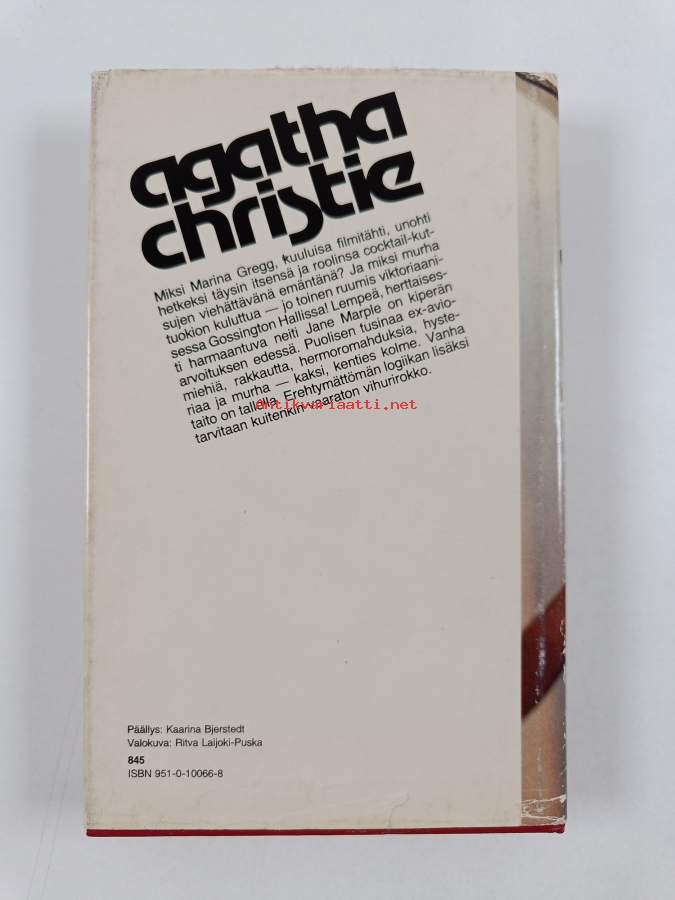 agatha
christie
Miksi Marina Gregg, kuuluisa filmitähti, unohti
hetkeksi täysin itsensä ja roolinsa cocktail-kut-
sujen viehättävänä emäntänä? Ja miksi murha
tuokion kuluttua — jo toinen ruumis viktoriaani-
sessa Gossington Hallissa! Lempeä, herttaises-
ti harmaantuva neiti Jane Marple on kiperän
arvoituksen edessä. Puolisen tusinaa ex-avio-
miehiä, rakkautta, hermoromahduksia, hyste-
riaa ja murha — kaksi, kenties kolme. Vanha
taito on tallella. Erehtymättömän logiikan lisäksi
tarvitaan kuitenkin vaaraton vihurirokko.
antikvariaatti.net
Päällys: Kaarina Bjerstedt
Valokuva: Ritva Laijoki-Puska
845
ISBN 951-0-10066-8